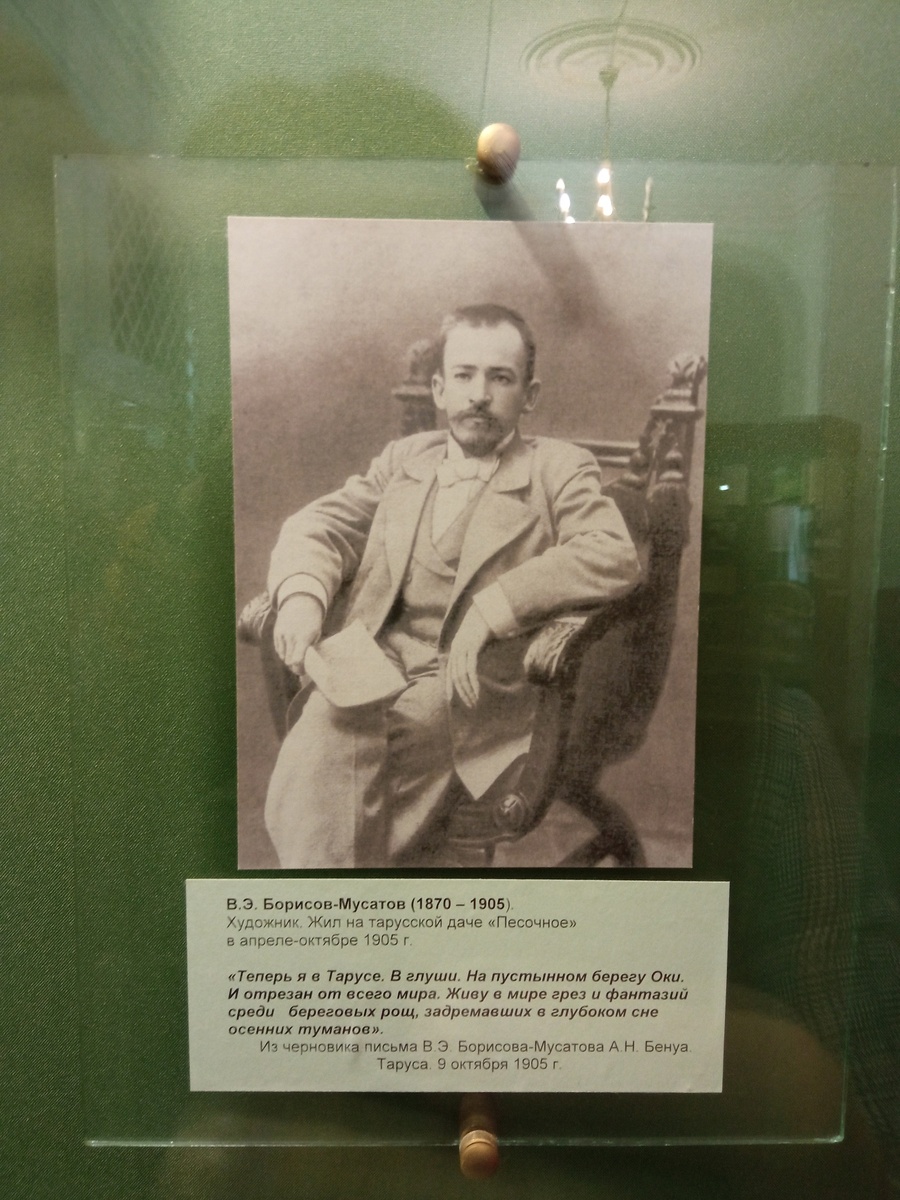 В.Э. Борисов-Мусатов (1870 – 1905).
Художник. Жил на тарусской даче «Песочное»
в апреле-октябре 1905 г.
«Теперь я в Тарусе. В глуши. На пустынном берегу Оки.
И отрезан от всего мира. Живу в мире грез и фантазий
среди береговых рощ, задремавших в глубоком сне
осенних туманов».
Из черновика письма В.Э. Борисова-Мусатова А.Н. Бенуа.
Таруса. 9 октября 1905 г.